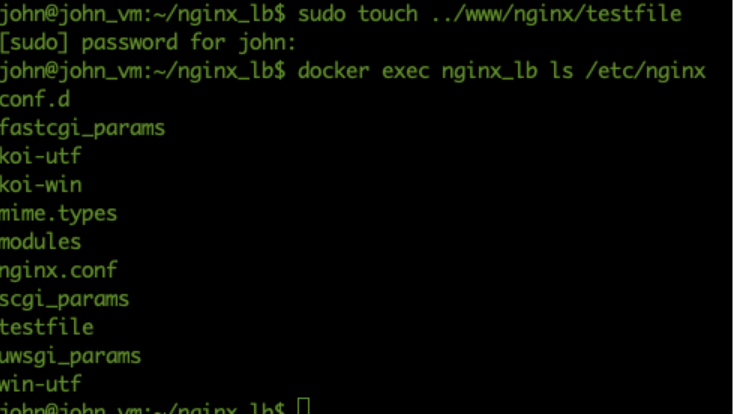 john@john_vm:~/nginx_lb$ sudo touch ../www/nginx/testfile
[sudo] password for john:
john@john_vm:~/nginx_lb$ docker exec nginx_lb ls /etc/nginx
conf.d
fastcgi_params
koi-utf
koi-win
mime.types
modules
nginx.conf
scgi_params
testfile
uwsgi_params
win-utf
john@john_vm:~/nginx_lb$